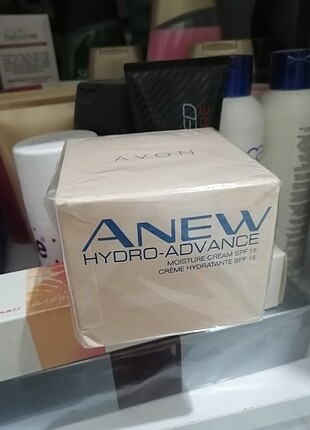 AVON
ANEW
HYDRO-ADVANCE
MOISTURE CREAM SPF 15
CRÈME HYDRATANTE SPF 15